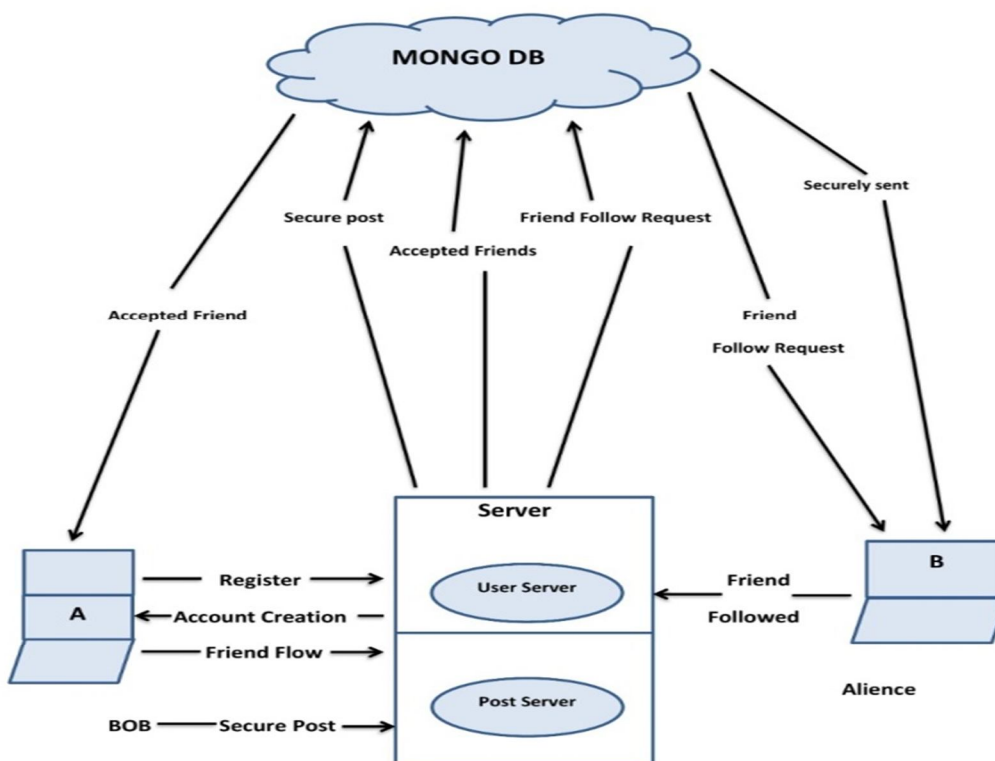 MONGO DB
Securely sent
Secure post
Friend Follow Request
Accepted Friends
Accepted Friend
Friend
Follow Request
Server
User Server
Post Server
A
Register
Account Creation
Friend Flow
BOB
Secure Post
B
Friend
Followed
Alience